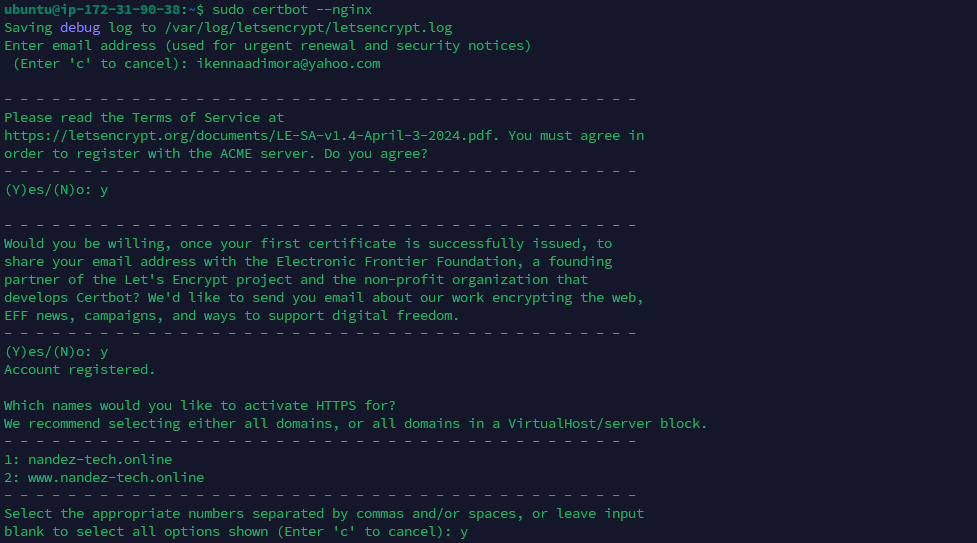 ubuntu@ip-172-31-90-38:~$ sudo certbot --nginx
Saving debug log to /var/log/letsencrypt/letsencrypt.log
Enter email address (used for urgent renewal and security notices)
 (Enter 'c' to cancel): ikennaadimora@yahoo.com

- - - - - - - - - - - - - - - - - - - - - - - - - - - - - - - - - - - - - - - -
Please read the Terms of Service at
https://letsencrypt.org/documents/LE-SA-v1.4-April-3-2024.pdf. You must agree in
order to register with the ACME server. Do you agree?
- - - - - - - - - - - - - - - - - - - - - - - - - - - - - - - - - - - - - - - -
(Y)es/(N)o: y

- - - - - - - - - - - - - - - - - - - - - - - - - - - - - - - - - - - - - - - -
Would you be willing, once your first certificate is successfully issued, to
share your email address with the Electronic Frontier Foundation, a founding
partner of the Let's Encrypt project and the non-profit organization that
develops Certbot? We'd like to send you email about our work encrypting the web,
EFF news, campaigns, and ways to support digital freedom.
- - - - - - - - - - - - - - - - - - - - - - - - - - - - - - - - - - - - - - - -
(Y)es/(N)o: y
Account registered.

Which names would you like to activate HTTPS for?
We recommend selecting either all domains, or all domains in a VirtualHost/server block.
- - - - - - - - - - - - - - - - - - - - - - - - - - - - - - - - - - - - - - - -
1: nandez-tech.online
2: www.nandez-tech.online
- - - - - - - - - - - - - - - - - - - - - - - - - - - - - - - - - - - - - - - -
Select the appropriate numbers separated by commas and/or spaces, or leave input
blank to select all options shown (Enter 'c' to cancel): y